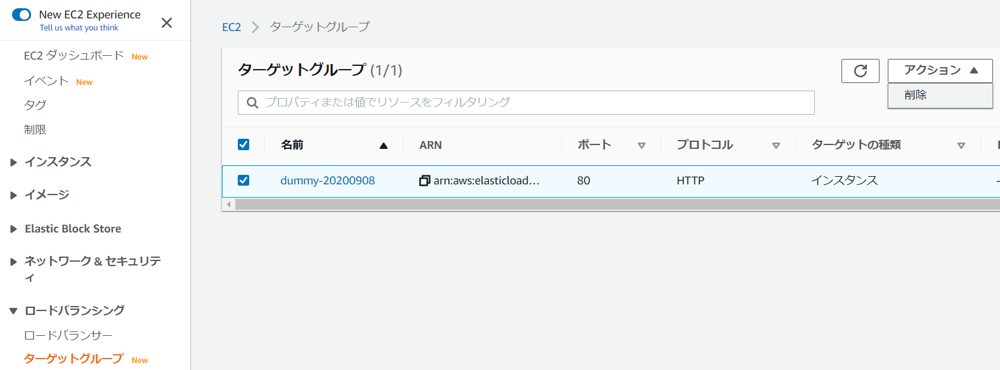 New EC2 Experience
Tell us what you think
EC2 ダッシュボード New
イベント New
タグ
制限
インスタンス
イメージ
Elastic Block Store
ネットワーク & セキュリテ
ィ
ロードバランシング
ロードバランサー
ターゲットグループ New
EC2 ターゲットグループ
ターゲットグループ (1/1)
アクション
削除
プロパティまたは値でリソースをフィルタリング
名前 ARN ポート プロトコル ターゲットの種類
dummy-20200908 arn:aws:elasticload… 80 HTTP インスタンス